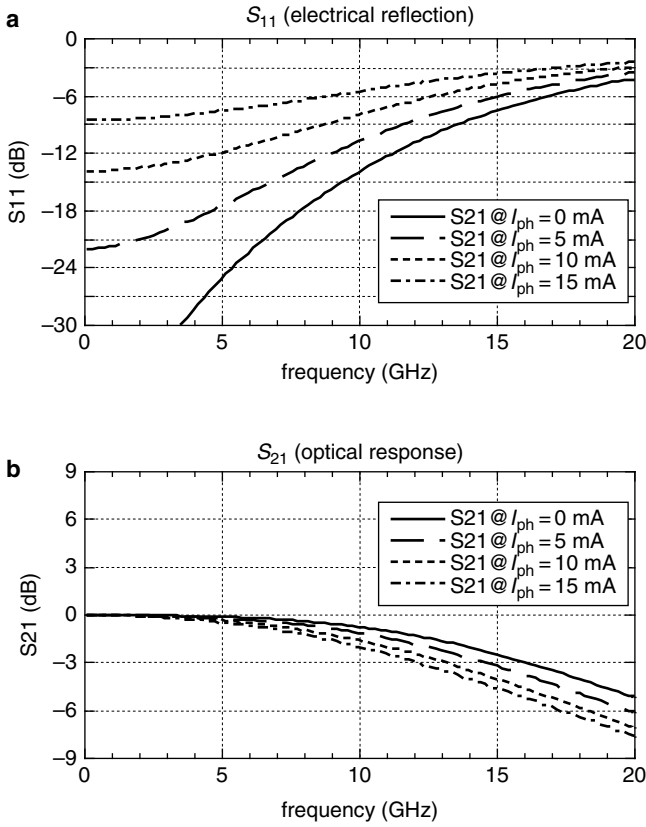 a
S11 (electrical reflection)
0
−6
−12
−18
−24
−30
S11 (dB)
S21@Iph=0 mA
S21@Iph=5 mA
S21@Iph=10 mA
S21@Iph=15 mA
0 5 10 15 20
frequency (GHz)
b
S21 (optical response)
9
6
3
0
−3
−6
−9
S21 (dB)
S21@Iph=0 mA
S21@Iph=5 mA
S21@Iph=10 mA
S21@Iph=15 mA
0 5 10 15 20
frequency (GHz)